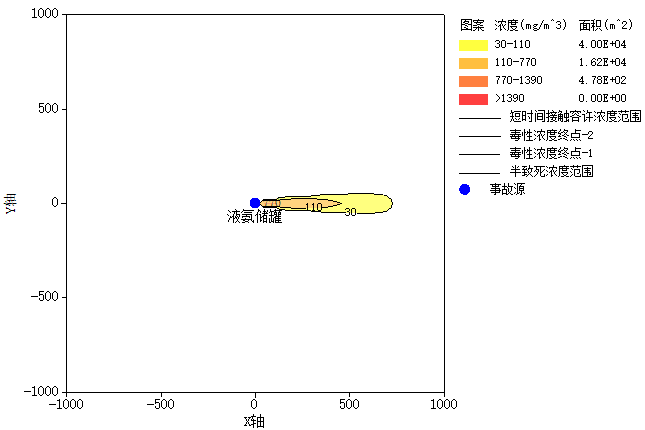 1000
500
0
-500
-1000
-1000
-500
0
500
1000
Y轴
X轴
液氨储罐
110
30
图案 浓度(mg/m^3) 面积(m^2)
30-110 4.00E+04
110-770 1.62E+04
770-1390 4.78E+02
>1390 0.00E+00
短时间接触容许浓度范围
毒性浓度终点-2
毒性浓度终点-1
半致死浓度范围
事故源